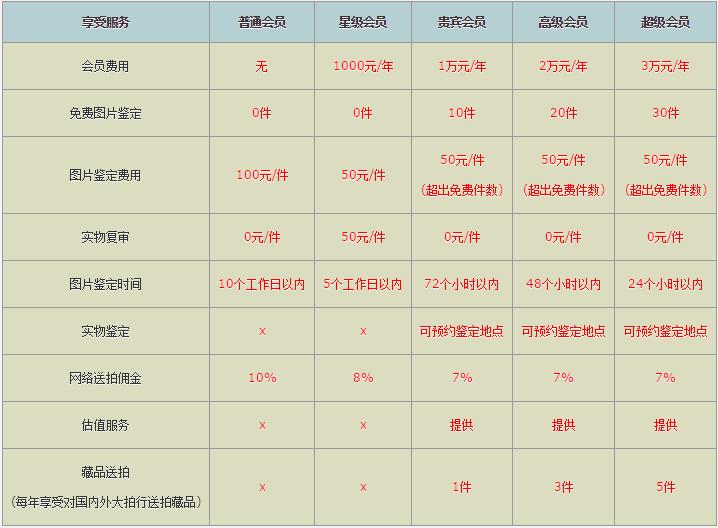 享受服务 普通会员 星级会员 贵宾会员 高级会员 超级会员
会员费用 无 1000元/年 1万元/年 2万元/年 3万元/年
免费图片鉴定 0件 0件 10件 20件 30件
图片鉴定费用 100元/件 50元/件 50元/件 50元/件 50元/件
(超出免费件数) (超出免费件数) (超出免费件数)
实物复审 0元/件 50元/件 0元/件 0元/件 0元/件
图片鉴定时间 10个工作日以内 5个工作日以内 72个小时以内 48个小时以内 24个小时以内
实物鉴定 x x 可预约鉴定地点 可预约鉴定地点 可预约鉴定地点
网络送拍佣金 10% 8% 7% 7% 7%
估值服务 x x 提供 提供 提供
藏品送拍 x x 1件 3件 5件
(每年享受对国内外大拍行送拍藏品)